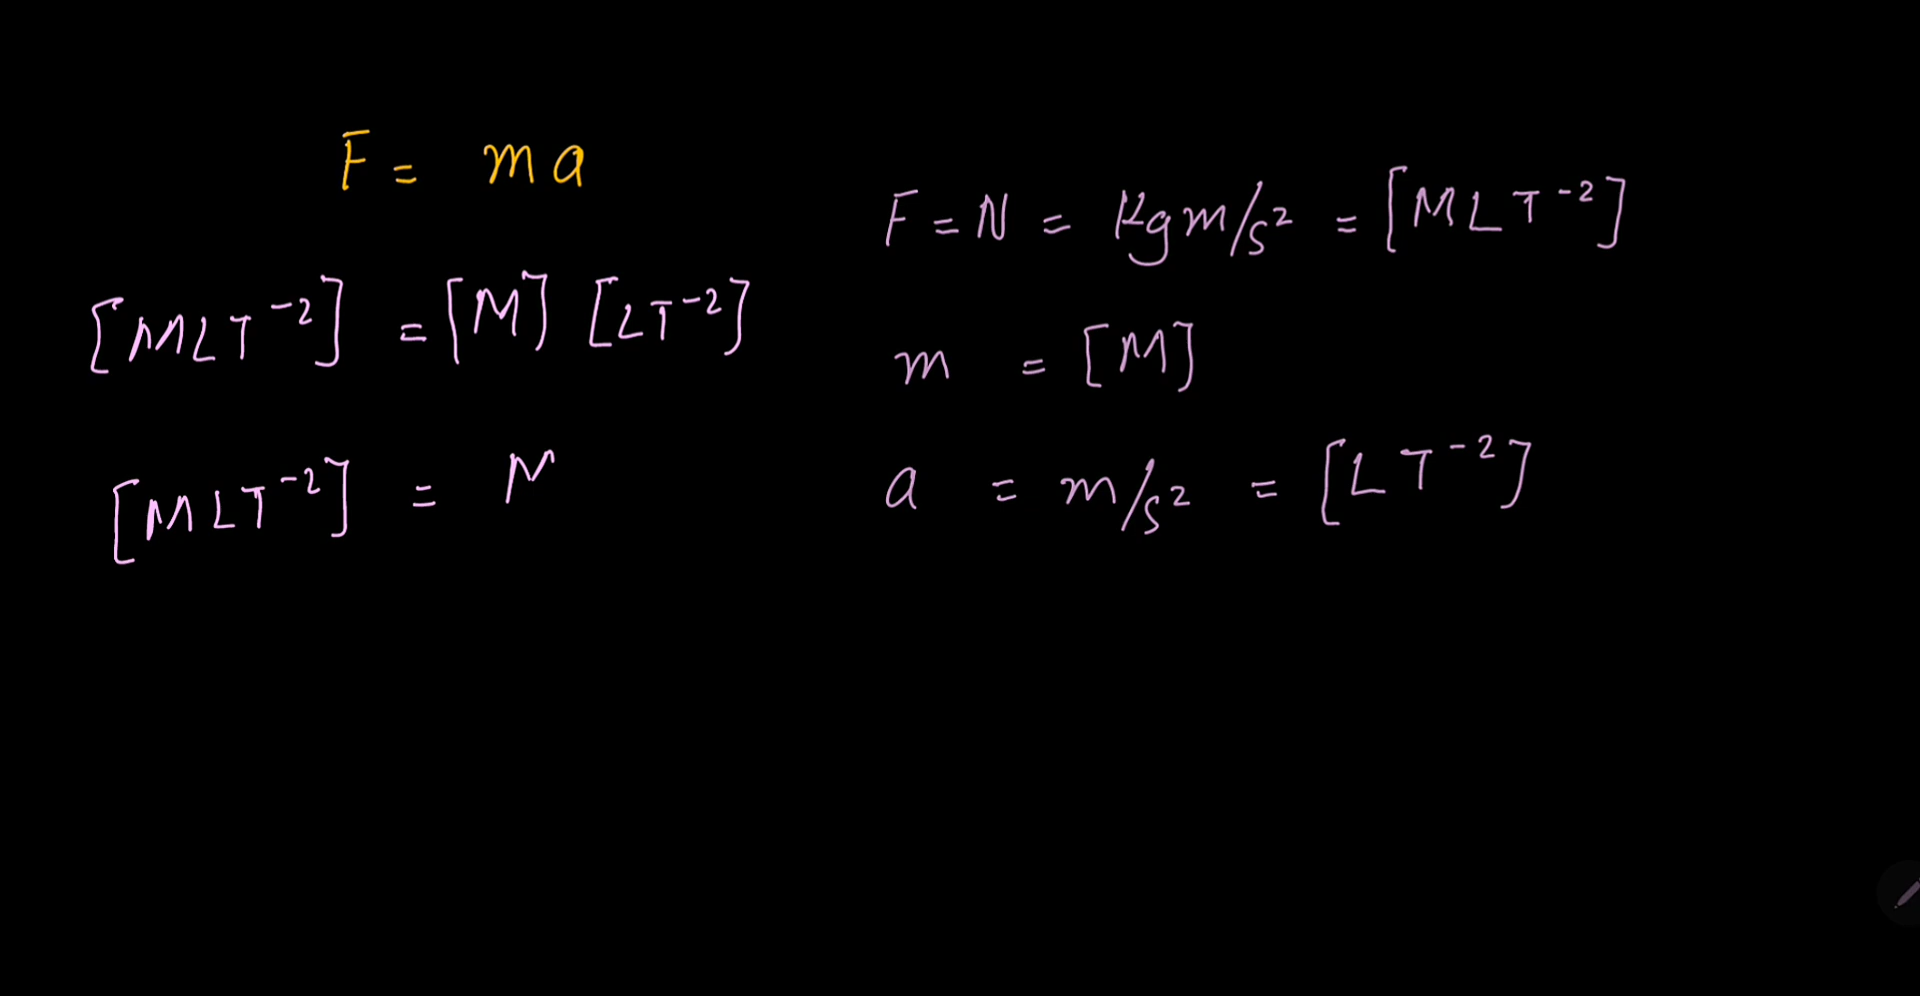 F = ma
[MLT⁻²] = [M] [LT⁻²]
[MLT⁻²] = M
F = N = Kgm/s² = [MLT⁻²]
m = [M]
a = m/s² = [LT⁻²]